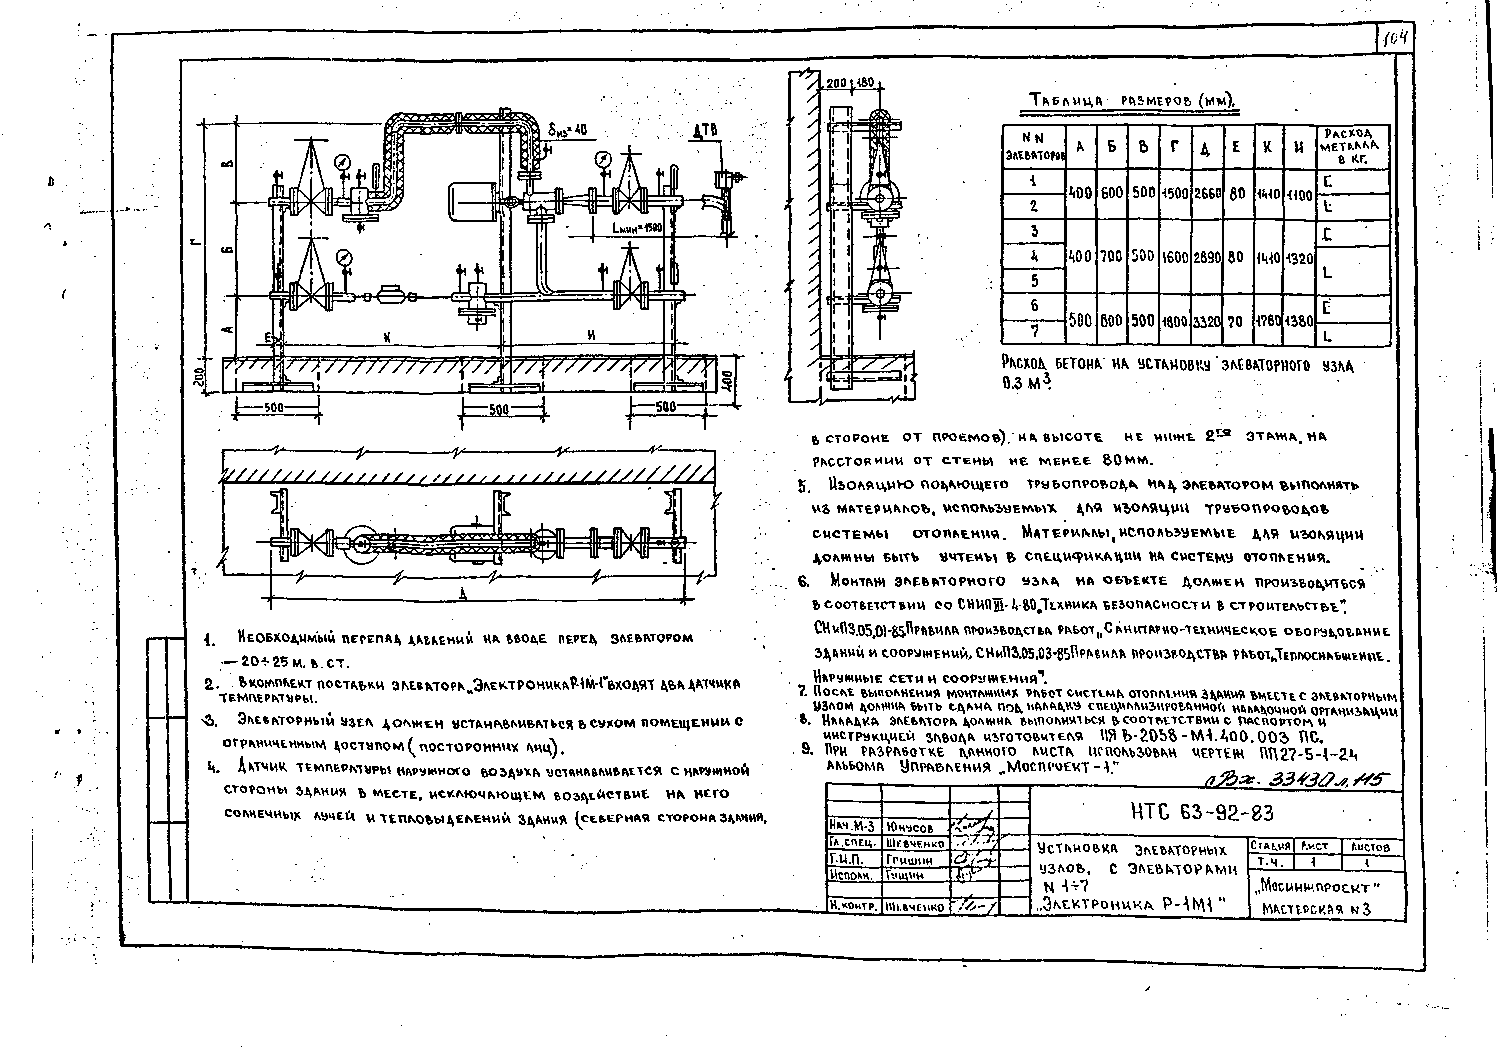 104
200 180
δиз=40
ДТВ
Lмин=1500
В
Г
Б
А
Е
К
И
200
400
500
500
500
Д
Таблица размеров (мм).
NN элеваторов А Б В Г Д Е К И Расход металла в кг.
1
400 600 500 1500 2660 80 1410 1100
2
3
4 400 700 500 1600 2890 80 1410 1320
5
6
500 800 500 1800 3320 70 1780 1380
7
Расход бетона на установку элеваторного узла
0.3 м³.
1. Необходимый перепад давлений на вводе перед элеватором
— 20÷25 м. в. ст.
2. В комплект поставки элеватора „Электроника Р-1М-1" входят два датчика
температуры.
3. Элеваторный узел должен устанавливаться в сухом помещении с
ограниченным доступом (посторонних лиц).
4. Датчик температуры наружного воздуха устанавливается с наружной
стороны здания в месте, исключающем воздействие на него
солнечных лучей и тепловыделений здания (северная сторона здания,
в стороне от проемов), на высоте не ниже 2го этажа, на
расстоянии от стены не менее 80мм.
5. Изоляцию подающего трубопровода над элеватором выполнять
из материалов, используемых для изоляции трубопроводов
системы отопления. Материалы, используемые для изоляции
должны быть учтены в спецификации на систему отопления.
6. Монтаж элеваторного узла на объекте должен производиться
в соответствии со СНиП III-4-80 „Техника безопасности в строительстве",
СНиП 3.05.01-85 Правила производства работ „Санитарно-техническое оборудование
зданий и сооружений, СНиП 3.05.03-85 Правила производства работ „Теплоснабжение.
Наружные сети и сооружения".
7. После выполнения монтажных работ система отопления здания вместе с элеваторным
узлом должна быть сдана под наладку специализированной наладочной организации
8. Наладка элеватора должна выполняться в соответствии с паспортом и
инструкцией завода изготовителя ЩЯ Б-2058-М1.400.003 ПС.
9. При разработке данного листа использован чертеж ПП27-5-1-24
альбома Управления „Моспроект-1."
Вх. 33430 л. 115
НТС 63-92-83
Нач.М-3 Юнусов
Гл.спец. Шевченко
Г.И.П. Гришин
Исполн. Гущин
Н.контр. Шевченко
Установка элеваторных
узлов, с элеваторами
N 1÷7
„Электроника Р-1М1"
Стадия Лист Листов
Т.ч. 1 1
„Мосинжпроект"
Мастерская N3